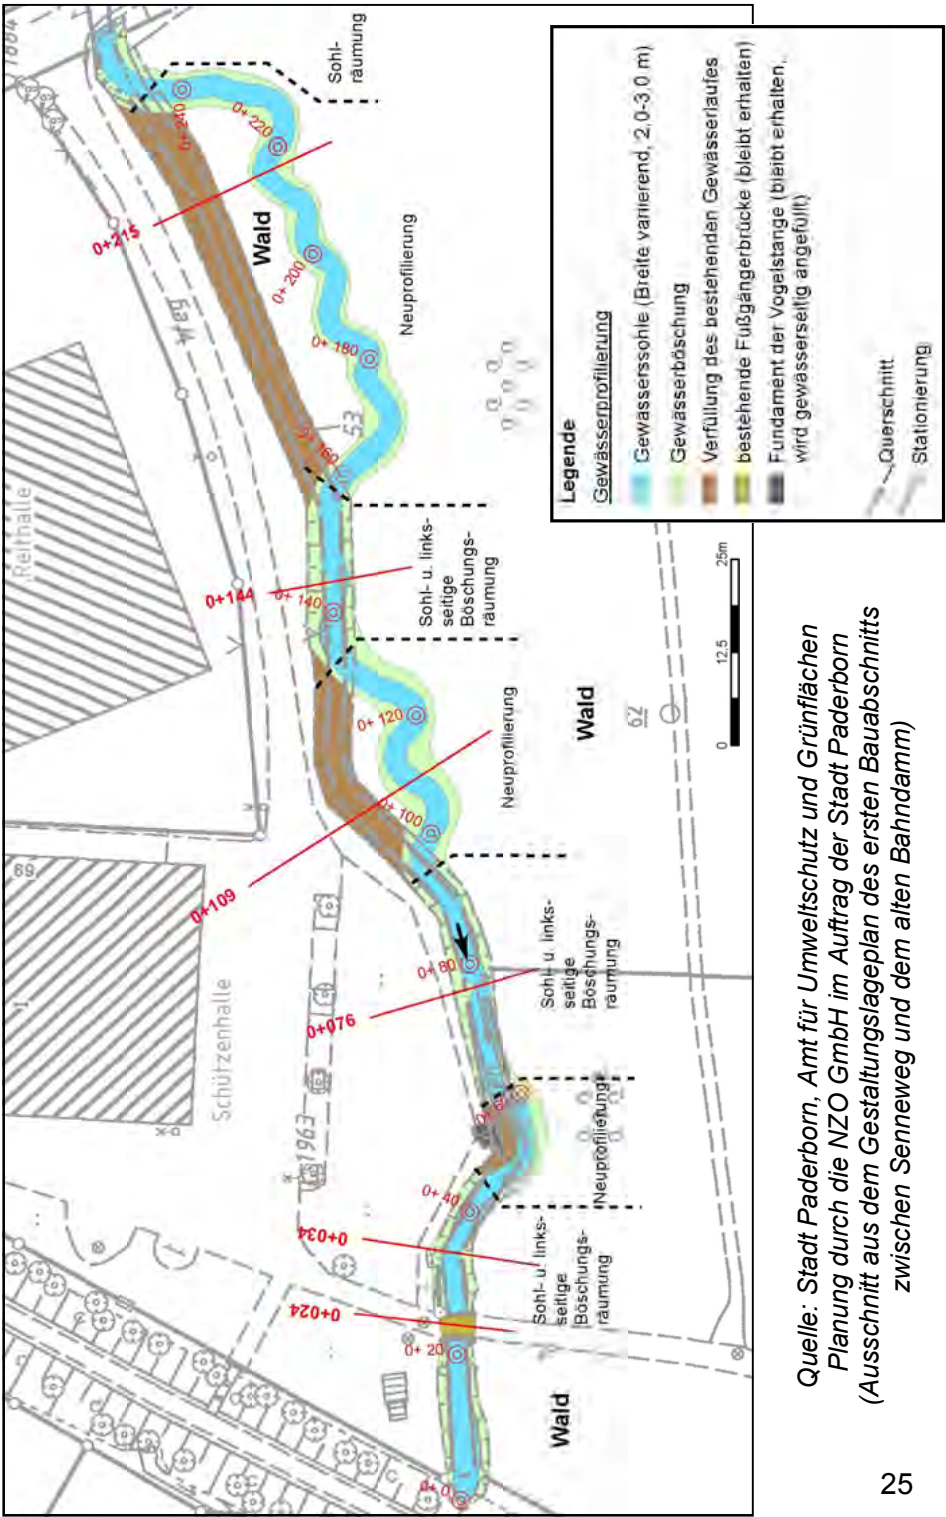 1884
Sohl-
räumung
0+ 240
0+ 220
0+215
Wald
0+ 200
Neuprofilierung
0+ 180
0+ 160
53
Reithalle
0+144
0+ 140
Sohl- u. links-
seitige
Böschungs-
räumung
0+ 120
Wald
62
Neuprofilierung
0+ 100
0+109
69
Schützenhalle
0+ 80
Sohl- u. links-
seitige
Böschungs-
räumung
0+076
0+ 60
Neuprofilierung
1963
0+ 40
0+034
Sohl- u. links-
seitige
Böschungs-
räumung
0+024
0+ 20
Wald
0+ 0
0
12.5
25m
Legende
Gewässerprofilierung
Gewässersohle (Breite variierend, 2,0-3,0 m)
Gewässerböschung
Verfüllung des bestehenden Gewässerlaufes
bestehende Fußgängerbrücke (bleibt erhalten)
Fundament der Vogelstange (bleibt erhalten,
wird gewässerseitig angefüllt)
Querschnitt
Stationierung
Quelle: Stadt Paderborn, Amt für Umweltschutz und Grünflächen
Planung durch die NZO GmbH im Auftrag der Stadt Paderborn
(Ausschnitt aus dem Gestaltungslageplan des ersten Bauabschnitts
zwischen Senneweg und dem alten Bahndamm)
25